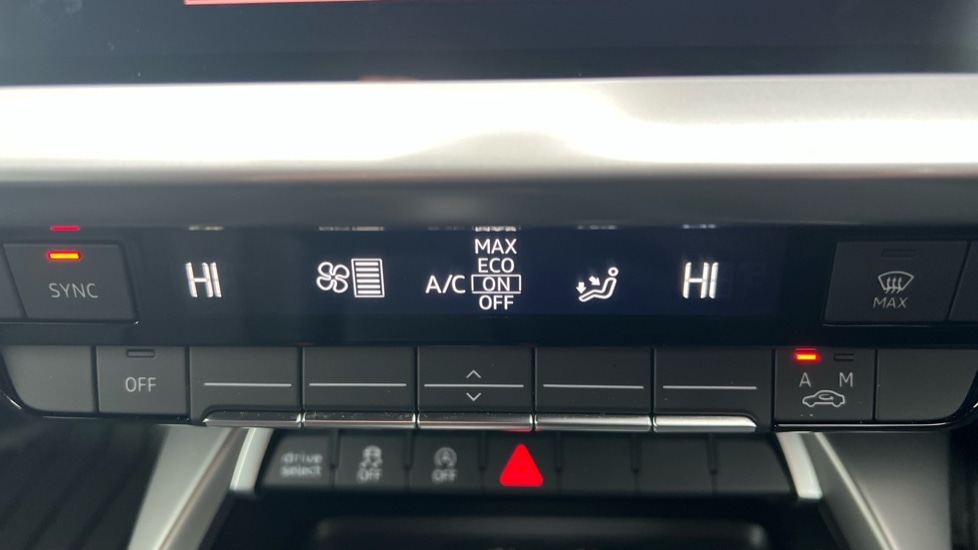 MAX
ECO
SYNC HI A/C ON HI MAX
OFF
OFF A M
drive
select OFF OFF